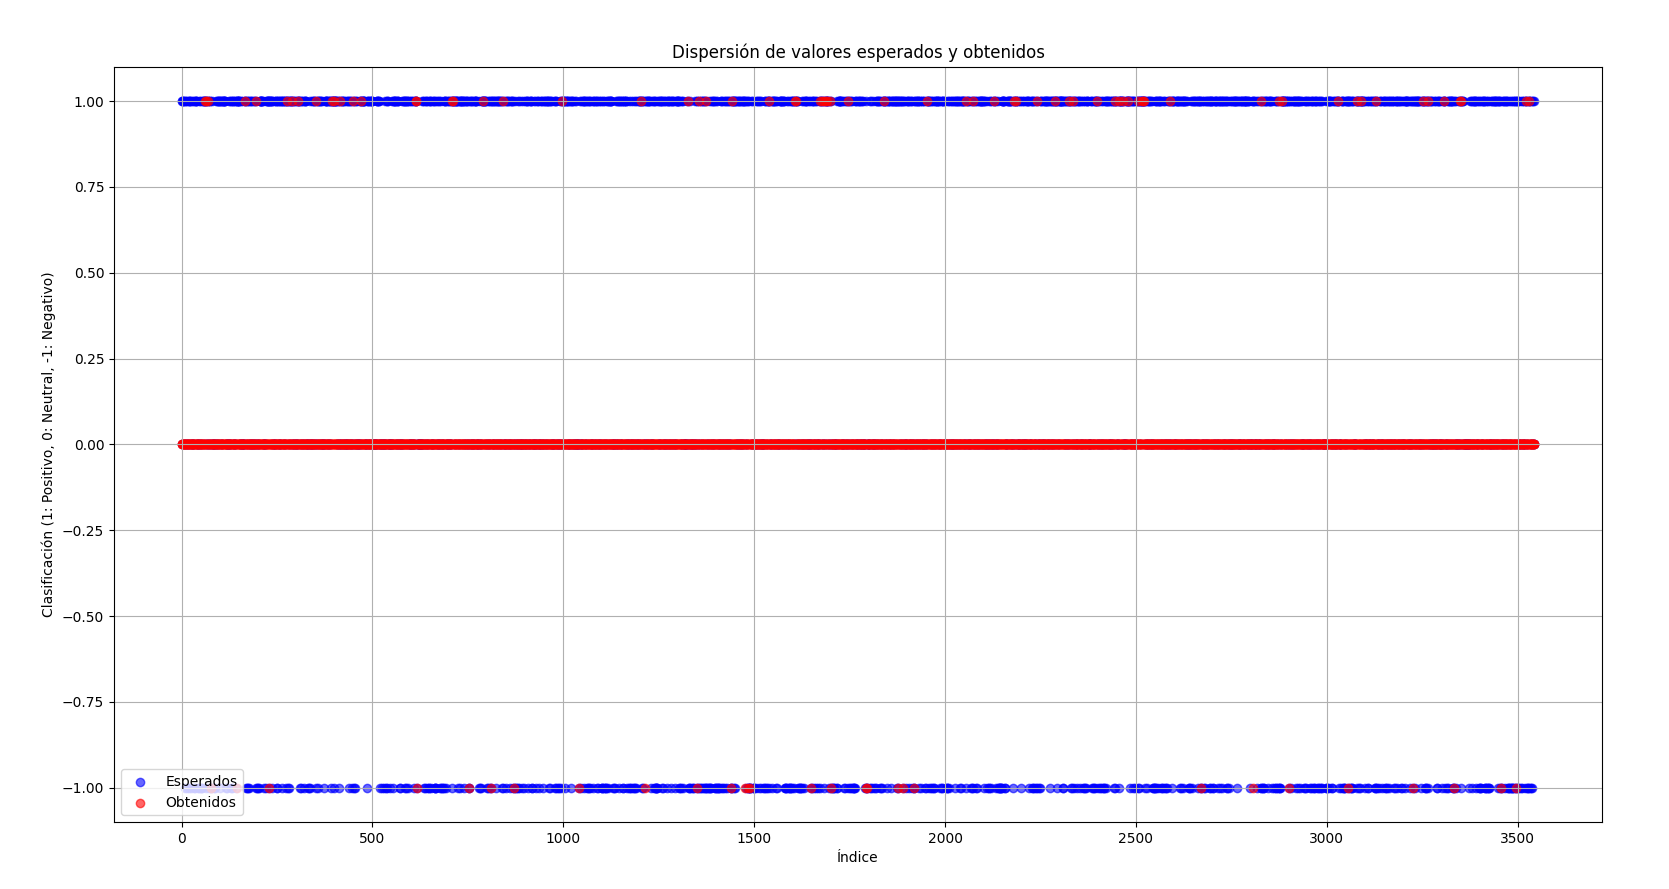 Dispersión de valores esperados y obtenidos
Clasificación (1: Positivo, 0: Neutral, -1: Negativo)
1.00
0.75
0.50
0.25
0.00
−0.25
−0.50
−0.75
−1.00
Esperados
Obtenidos
0 500 1000 1500 2000 2500 3000 3500
Índice